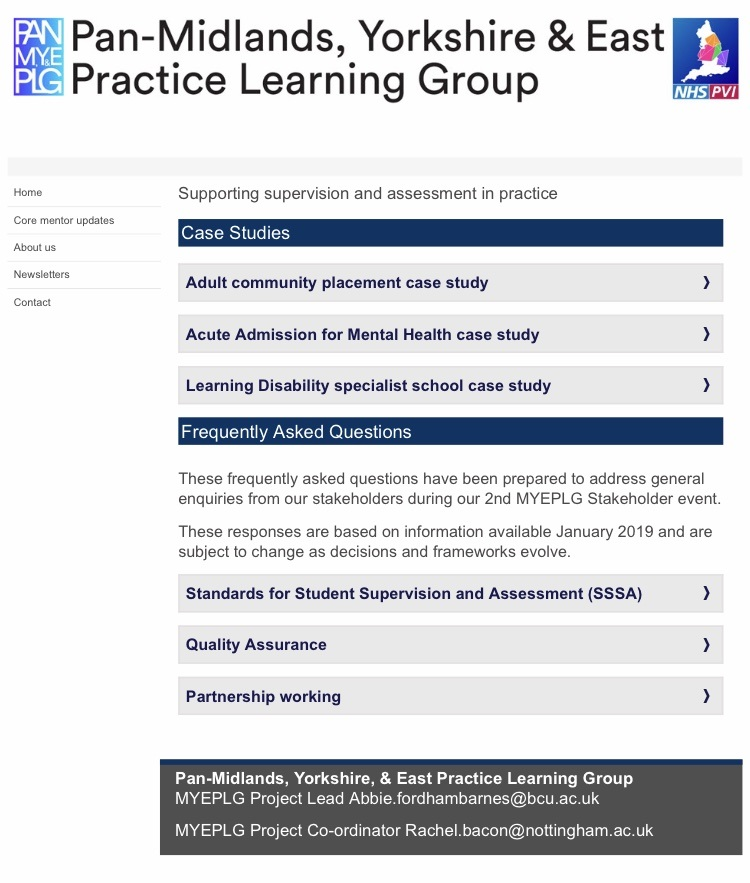 PAN
MY&E
PLG
Pan-Midlands, Yorkshire & East
Practice Learning Group
NHS PVI
Home
Core mentor updates
About us
Newsletters
Contact
Supporting supervision and assessment in practice
Case Studies
Adult community placement case study
Acute Admission for Mental Health case study
Learning Disability specialist school case study
Frequently Asked Questions
These frequently asked questions have been prepared to address general
enquiries from our stakeholders during our 2nd MYEPLG Stakeholder event.
These responses are based on information available January 2019 and are
subject to change as decisions and frameworks evolve.
Standards for Student Supervision and Assessment (SSSA)
Quality Assurance
Partnership working
Pan-Midlands, Yorkshire, & East Practice Learning Group
MYEPLG Project Lead Abbie.fordhambarnes@bcu.ac.uk
MYEPLG Project Co-ordinator Rachel.bacon@nottingham.ac.uk